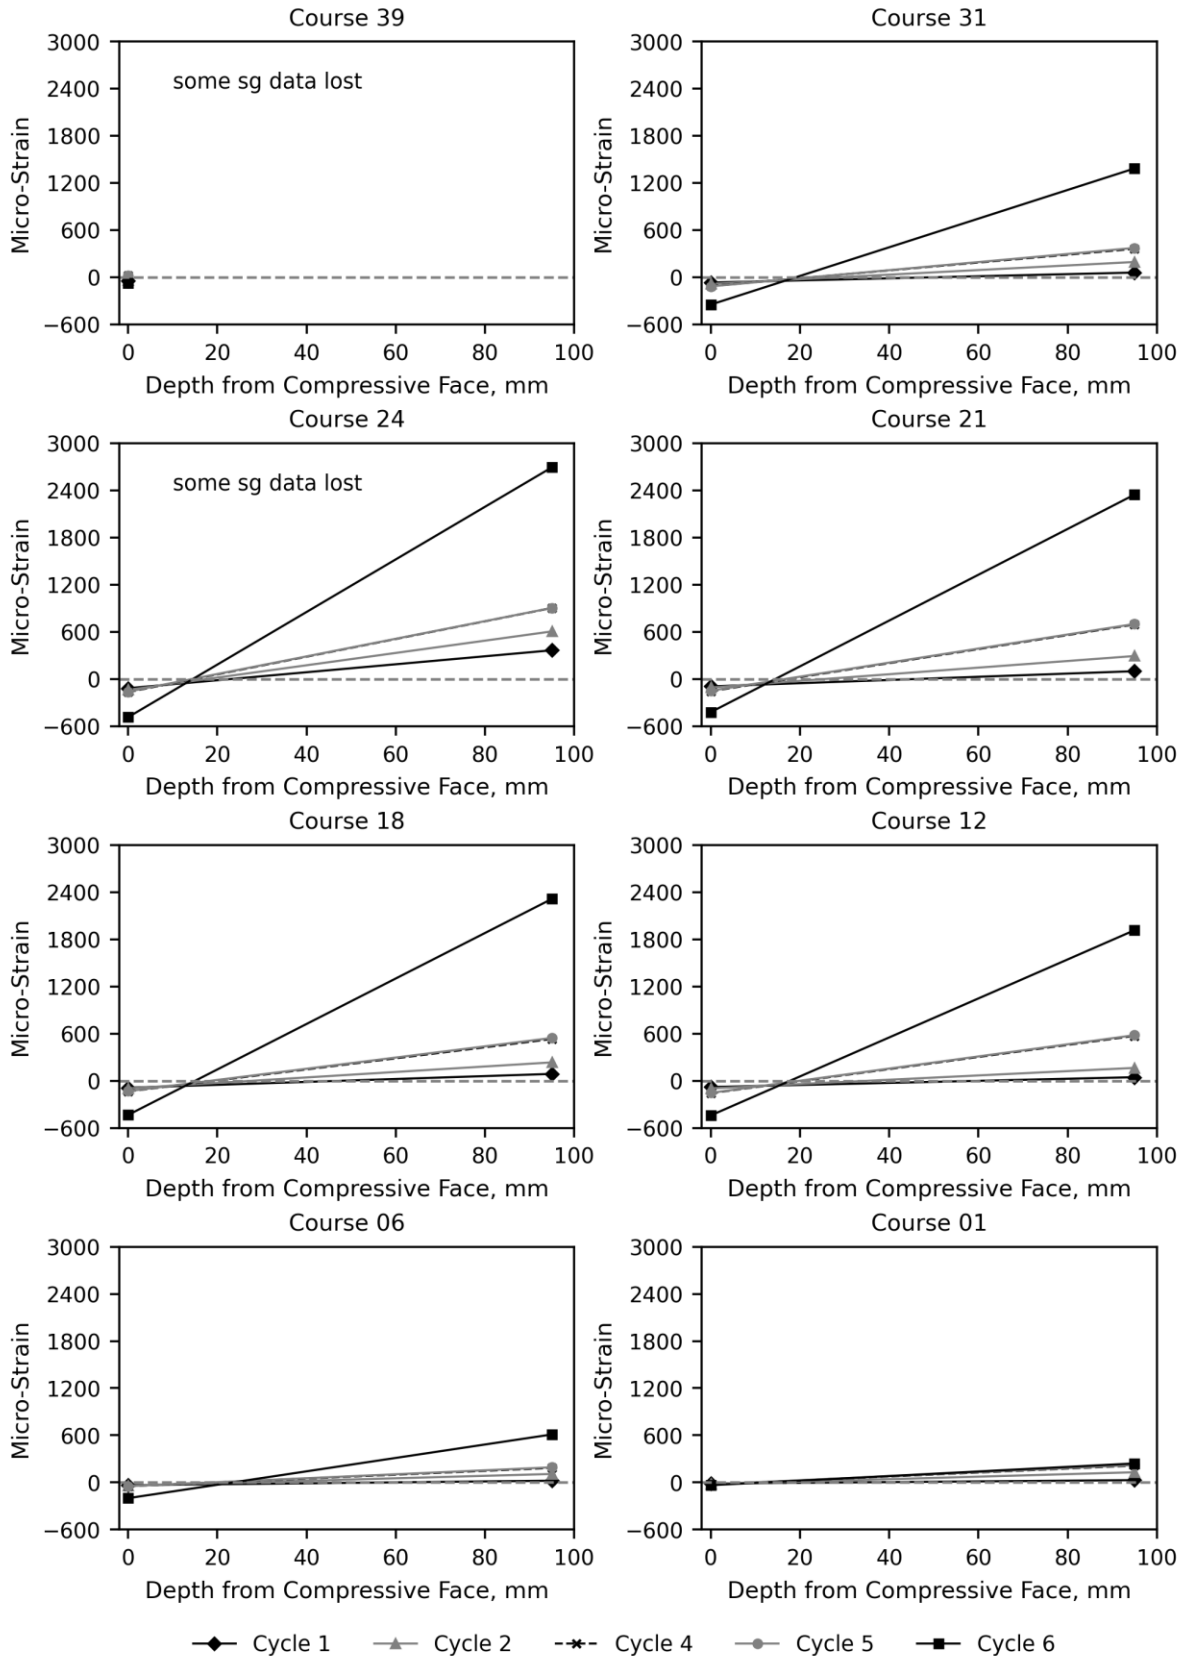 Course 39
3000
2400
1800
1200
600
0
−600
Micro-Strain
some sg data lost
0 20 40 60 80 100
Depth from Compressive Face, mm
Course 31
3000
2400
1800
1200
600
0
−600
Micro-Strain
0 20 40 60 80 100
Depth from Compressive Face, mm
Course 24
3000
2400
1800
1200
600
0
−600
Micro-Strain
some sg data lost
0 20 40 60 80 100
Depth from Compressive Face, mm
Course 21
3000
2400
1800
1200
600
0
−600
Micro-Strain
0 20 40 60 80 100
Depth from Compressive Face, mm
Course 18
3000
2400
1800
1200
600
0
−600
Micro-Strain
0 20 40 60 80 100
Depth from Compressive Face, mm
Course 12
3000
2400
1800
1200
600
0
−600
Micro-Strain
0 20 40 60 80 100
Depth from Compressive Face, mm
Course 06
3000
2400
1800
1200
600
0
−600
Micro-Strain
0 20 40 60 80 100
Depth from Compressive Face, mm
Course 01
3000
2400
1800
1200
600
0
−600
Micro-Strain
0 20 40 60 80 100
Depth from Compressive Face, mm
Cycle 1 Cycle 2 Cycle 4 Cycle 5 Cycle 6